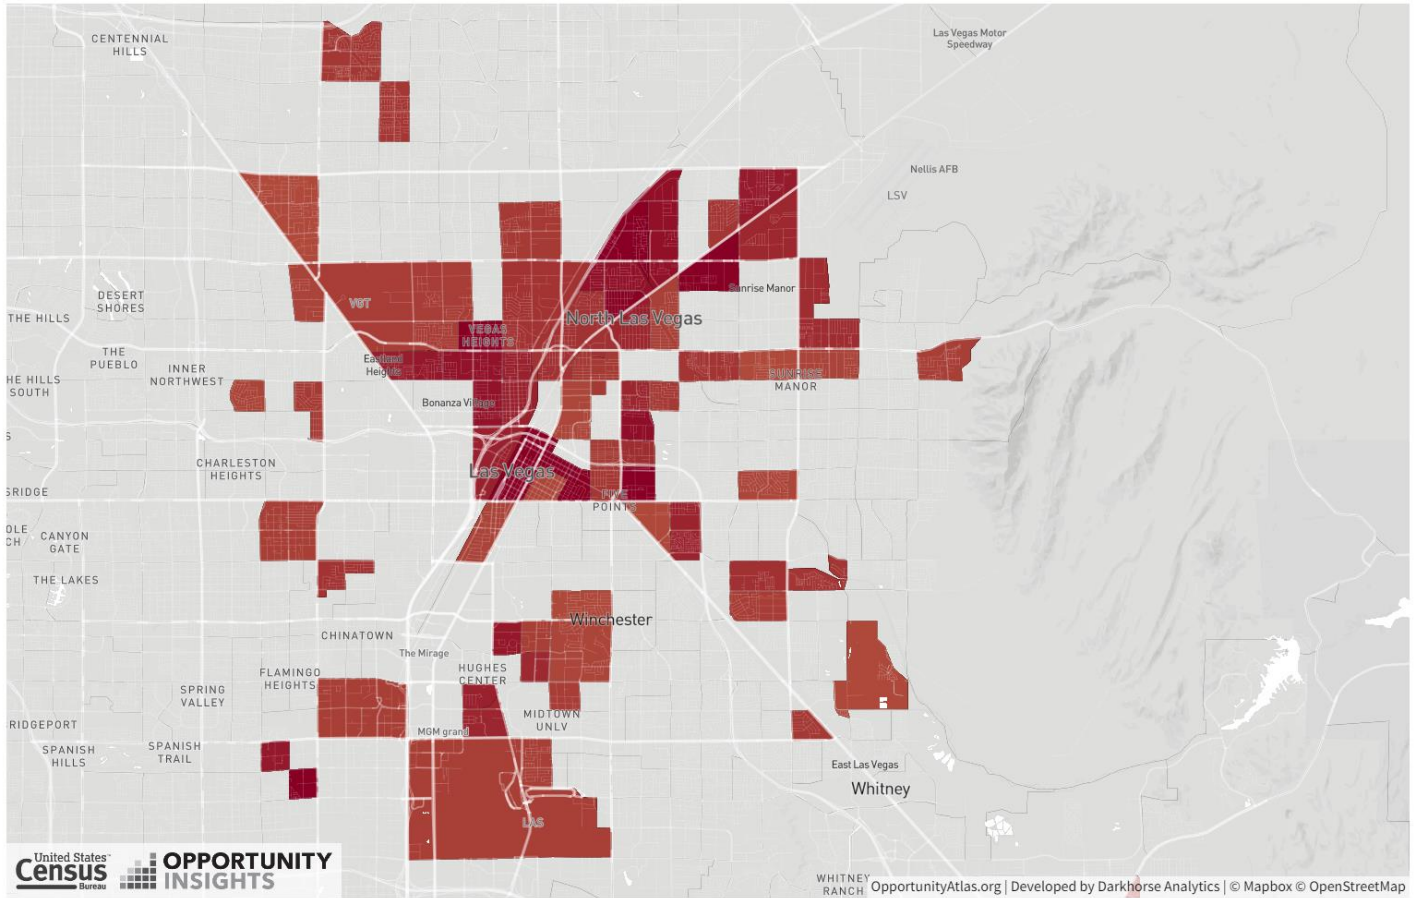 CENTENNIAL
HILLS
Las Vegas Motor
Speedway
Nellis AFB
LSV
DESERT
SHORES
VGT
Sunrise Manor
THE HILLS
North Las Vegas
VEGAS
HEIGHTS
THE
PUEBLO
Eastland
Heights
INNER
NORTHWEST
SUNRISE
MANOR
HE HILLS
SOUTH
Bonanza Village
S
CHARLESTON
HEIGHTS
Las Vegas
SRIDGE
FIVE
POINTS
OLE
CH
CANYON
GATE
THE LAKES
Winchester
CHINATOWN
The Mirage
HUGHES
CENTER
FLAMINGO
HEIGHTS
SPRING
VALLEY
MIDTOWN
UNLV
RIDGEPORT
MGM grand
SPANISH
HILLS
SPANISH
TRAIL
East Las Vegas
Whitney
LAS
United States™
Census
Bureau
OPPORTUNITY
INSIGHTS
WHITNEY
RANCH
OpportunityAtlas.org | Developed by Darkhorse Analytics | © Mapbox © OpenStreetMap